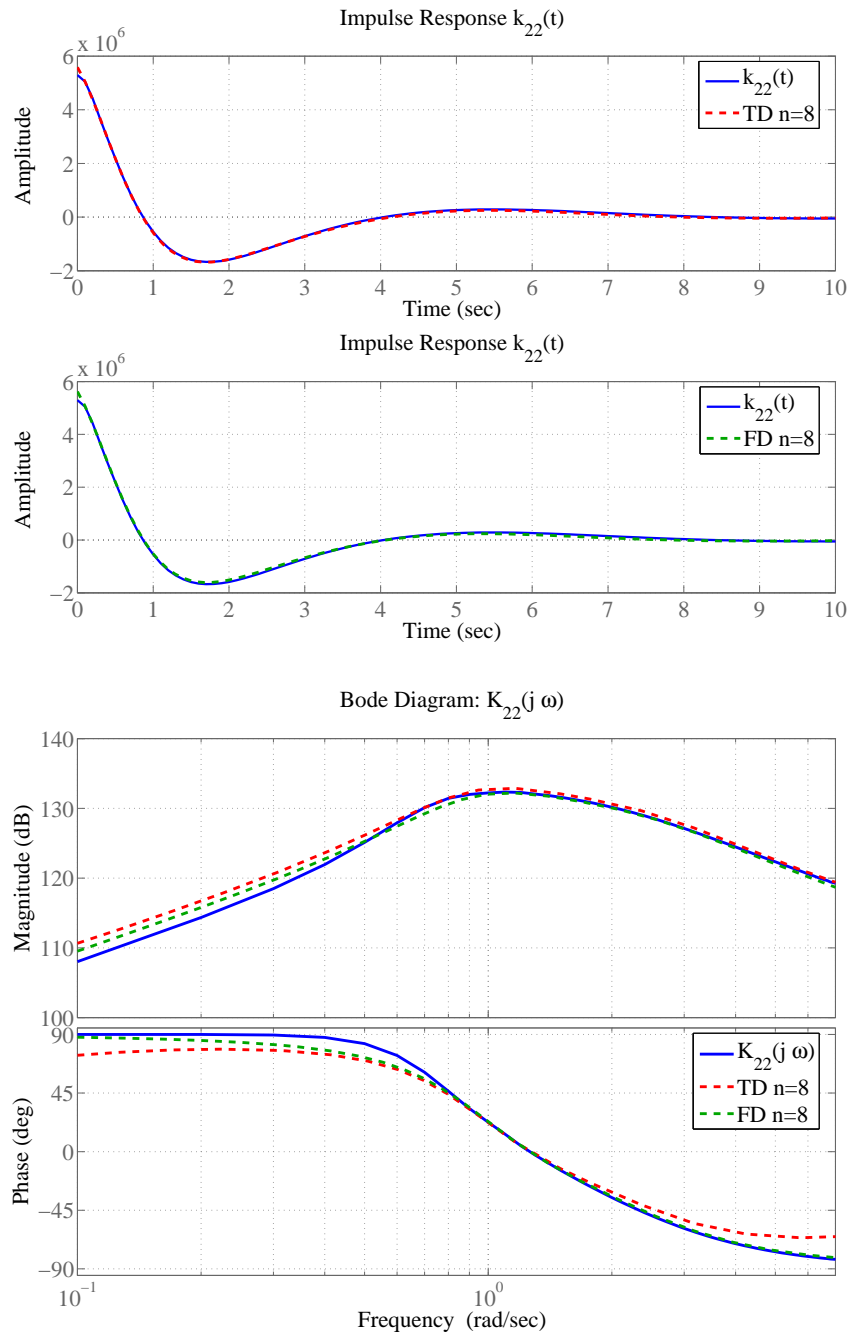 Impulse Response k22(t)
x 10^6
6
4
2
0
−2
Amplitude
k22(t)
TD n=8
0 1 2 3 4 5 6 7 8 9 10
Time (sec)
Impulse Response k22(t)
x 10^6
6
4
2
0
−2
Amplitude
k22(t)
FD n=8
0 1 2 3 4 5 6 7 8 9 10
Time (sec)
Bode Diagram: K22(j ω)
140
130
120
110
100
Magnitude (dB)
90
45
0
−45
−90
Phase (deg)
K22(j ω)
TD n=8
FD n=8
10^−1 10^0
Frequency (rad/sec)